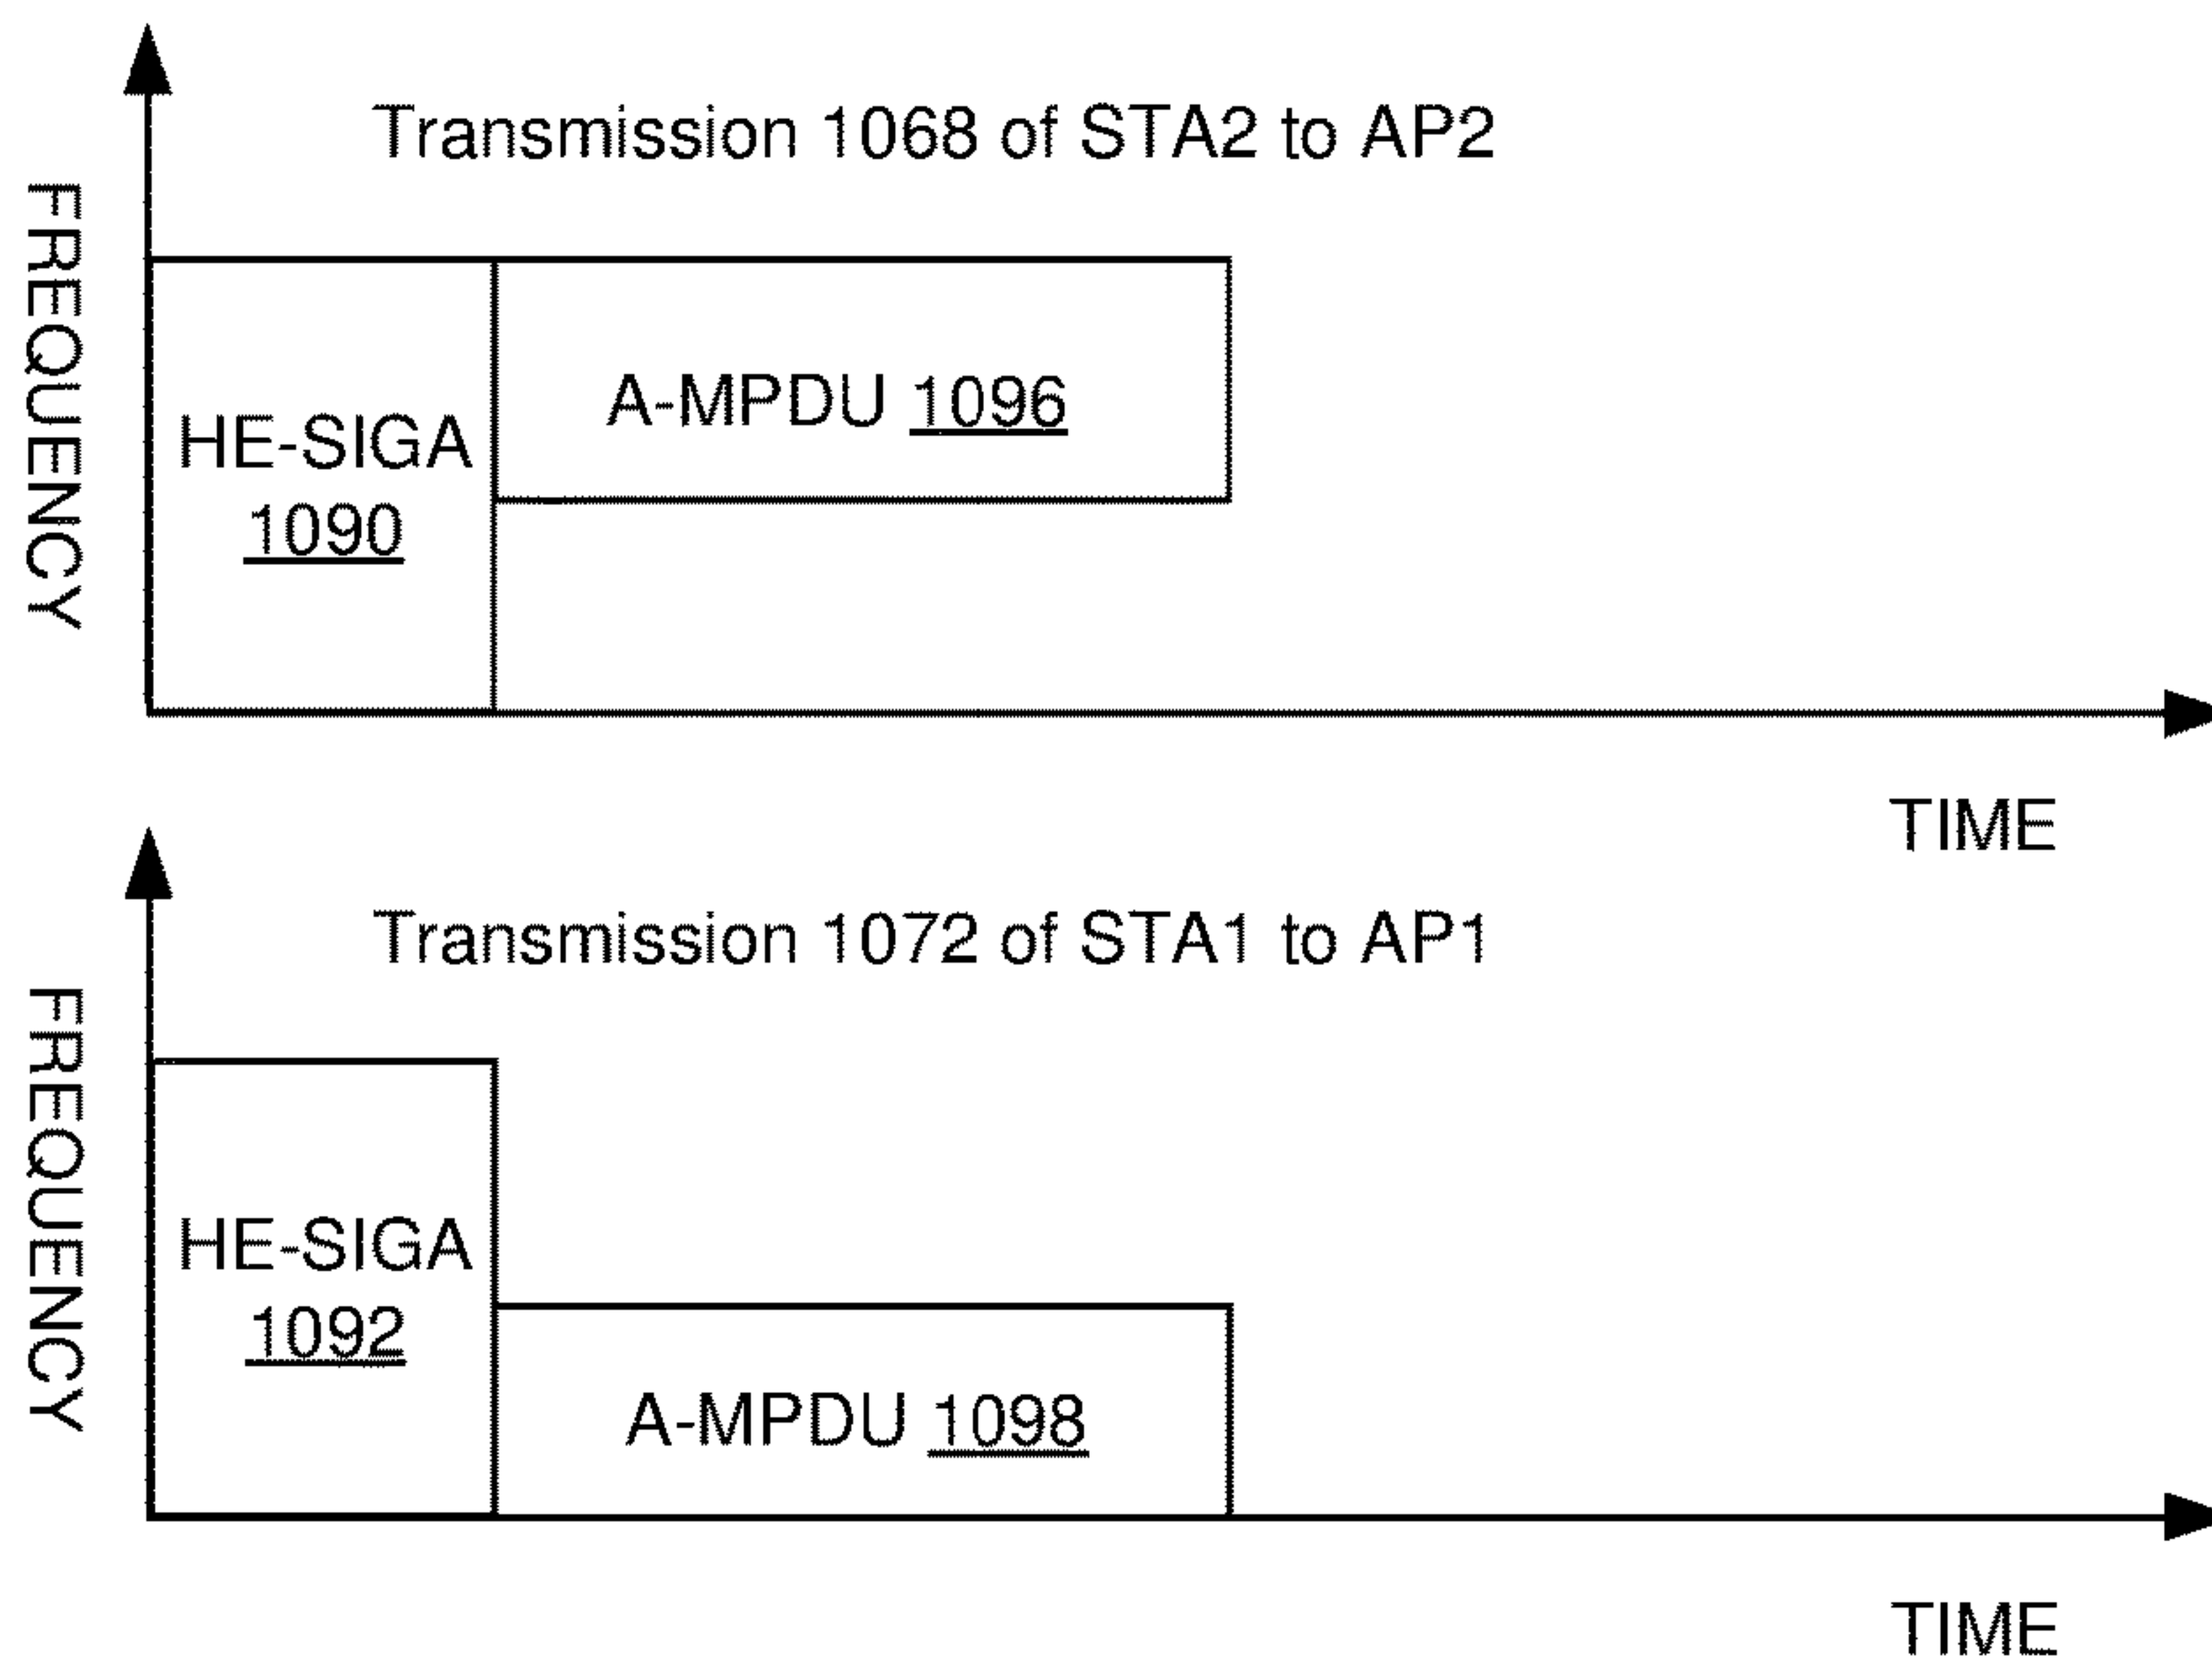 Transmission 1068 of STA2 to AP2
FREQUENCY
HE-SIGA
1090
A-MPDU 1096
TIME
Transmission 1072 of STA1 to AP1
FREQUENCY
HE-SIGA
1092
A-MPDU 1098
TIME